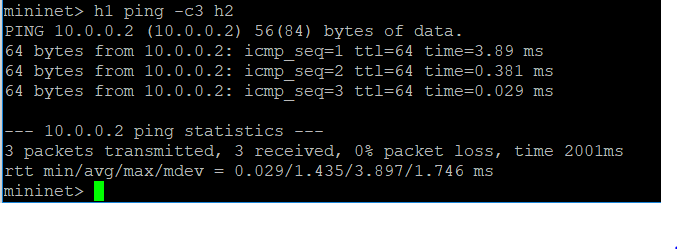 mininet> h1 ping -c3 h2
PING 10.0.0.2 (10.0.0.2) 56(84) bytes of data.
64 bytes from 10.0.0.2: icmp_seq=1 ttl=64 time=3.89 ms
64 bytes from 10.0.0.2: icmp_seq=2 ttl=64 time=0.381 ms
64 bytes from 10.0.0.2: icmp_seq=3 ttl=64 time=0.029 ms
--- 10.0.0.2 ping statistics ---
3 packets transmitted, 3 received, 0% packet loss, time 2001ms
rtt min/avg/max/mdev = 0.029/1.435/3.897/1.746 ms
mininet>